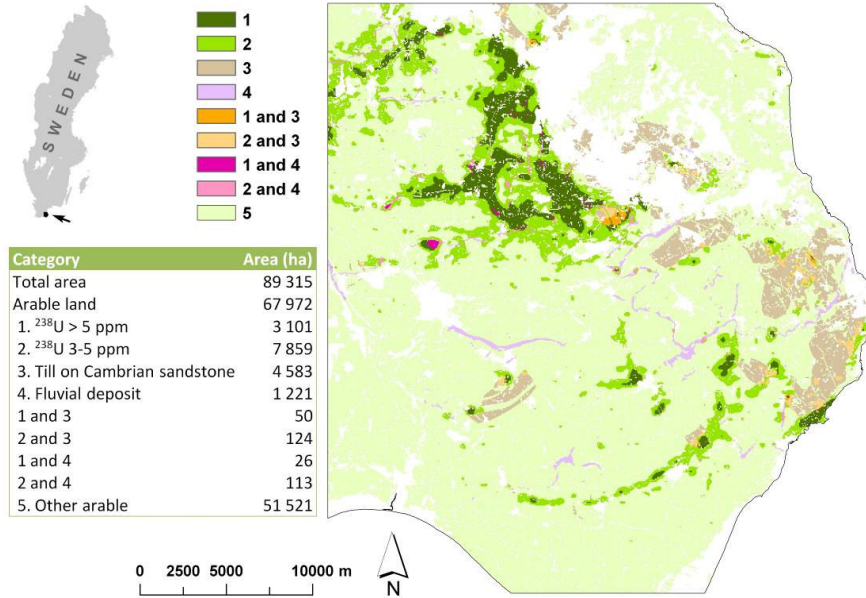 SWEDEN
1
2
3
4
1 and 3
2 and 3
1 and 4
2 and 4
5
Category Area (ha)
Total area 89 315
Arable land 67 972
1. ²³⁸U > 5 ppm 3 101
2. ²³⁸U 3-5 ppm 7 859
3. Till on Cambrian sandstone 4 583
4. Fluvial deposit 1 221
1 and 3 50
2 and 3 124
1 and 4 26
2 and 4 113
5. Other arable 51 521
0 2500 5000 10000 m
N